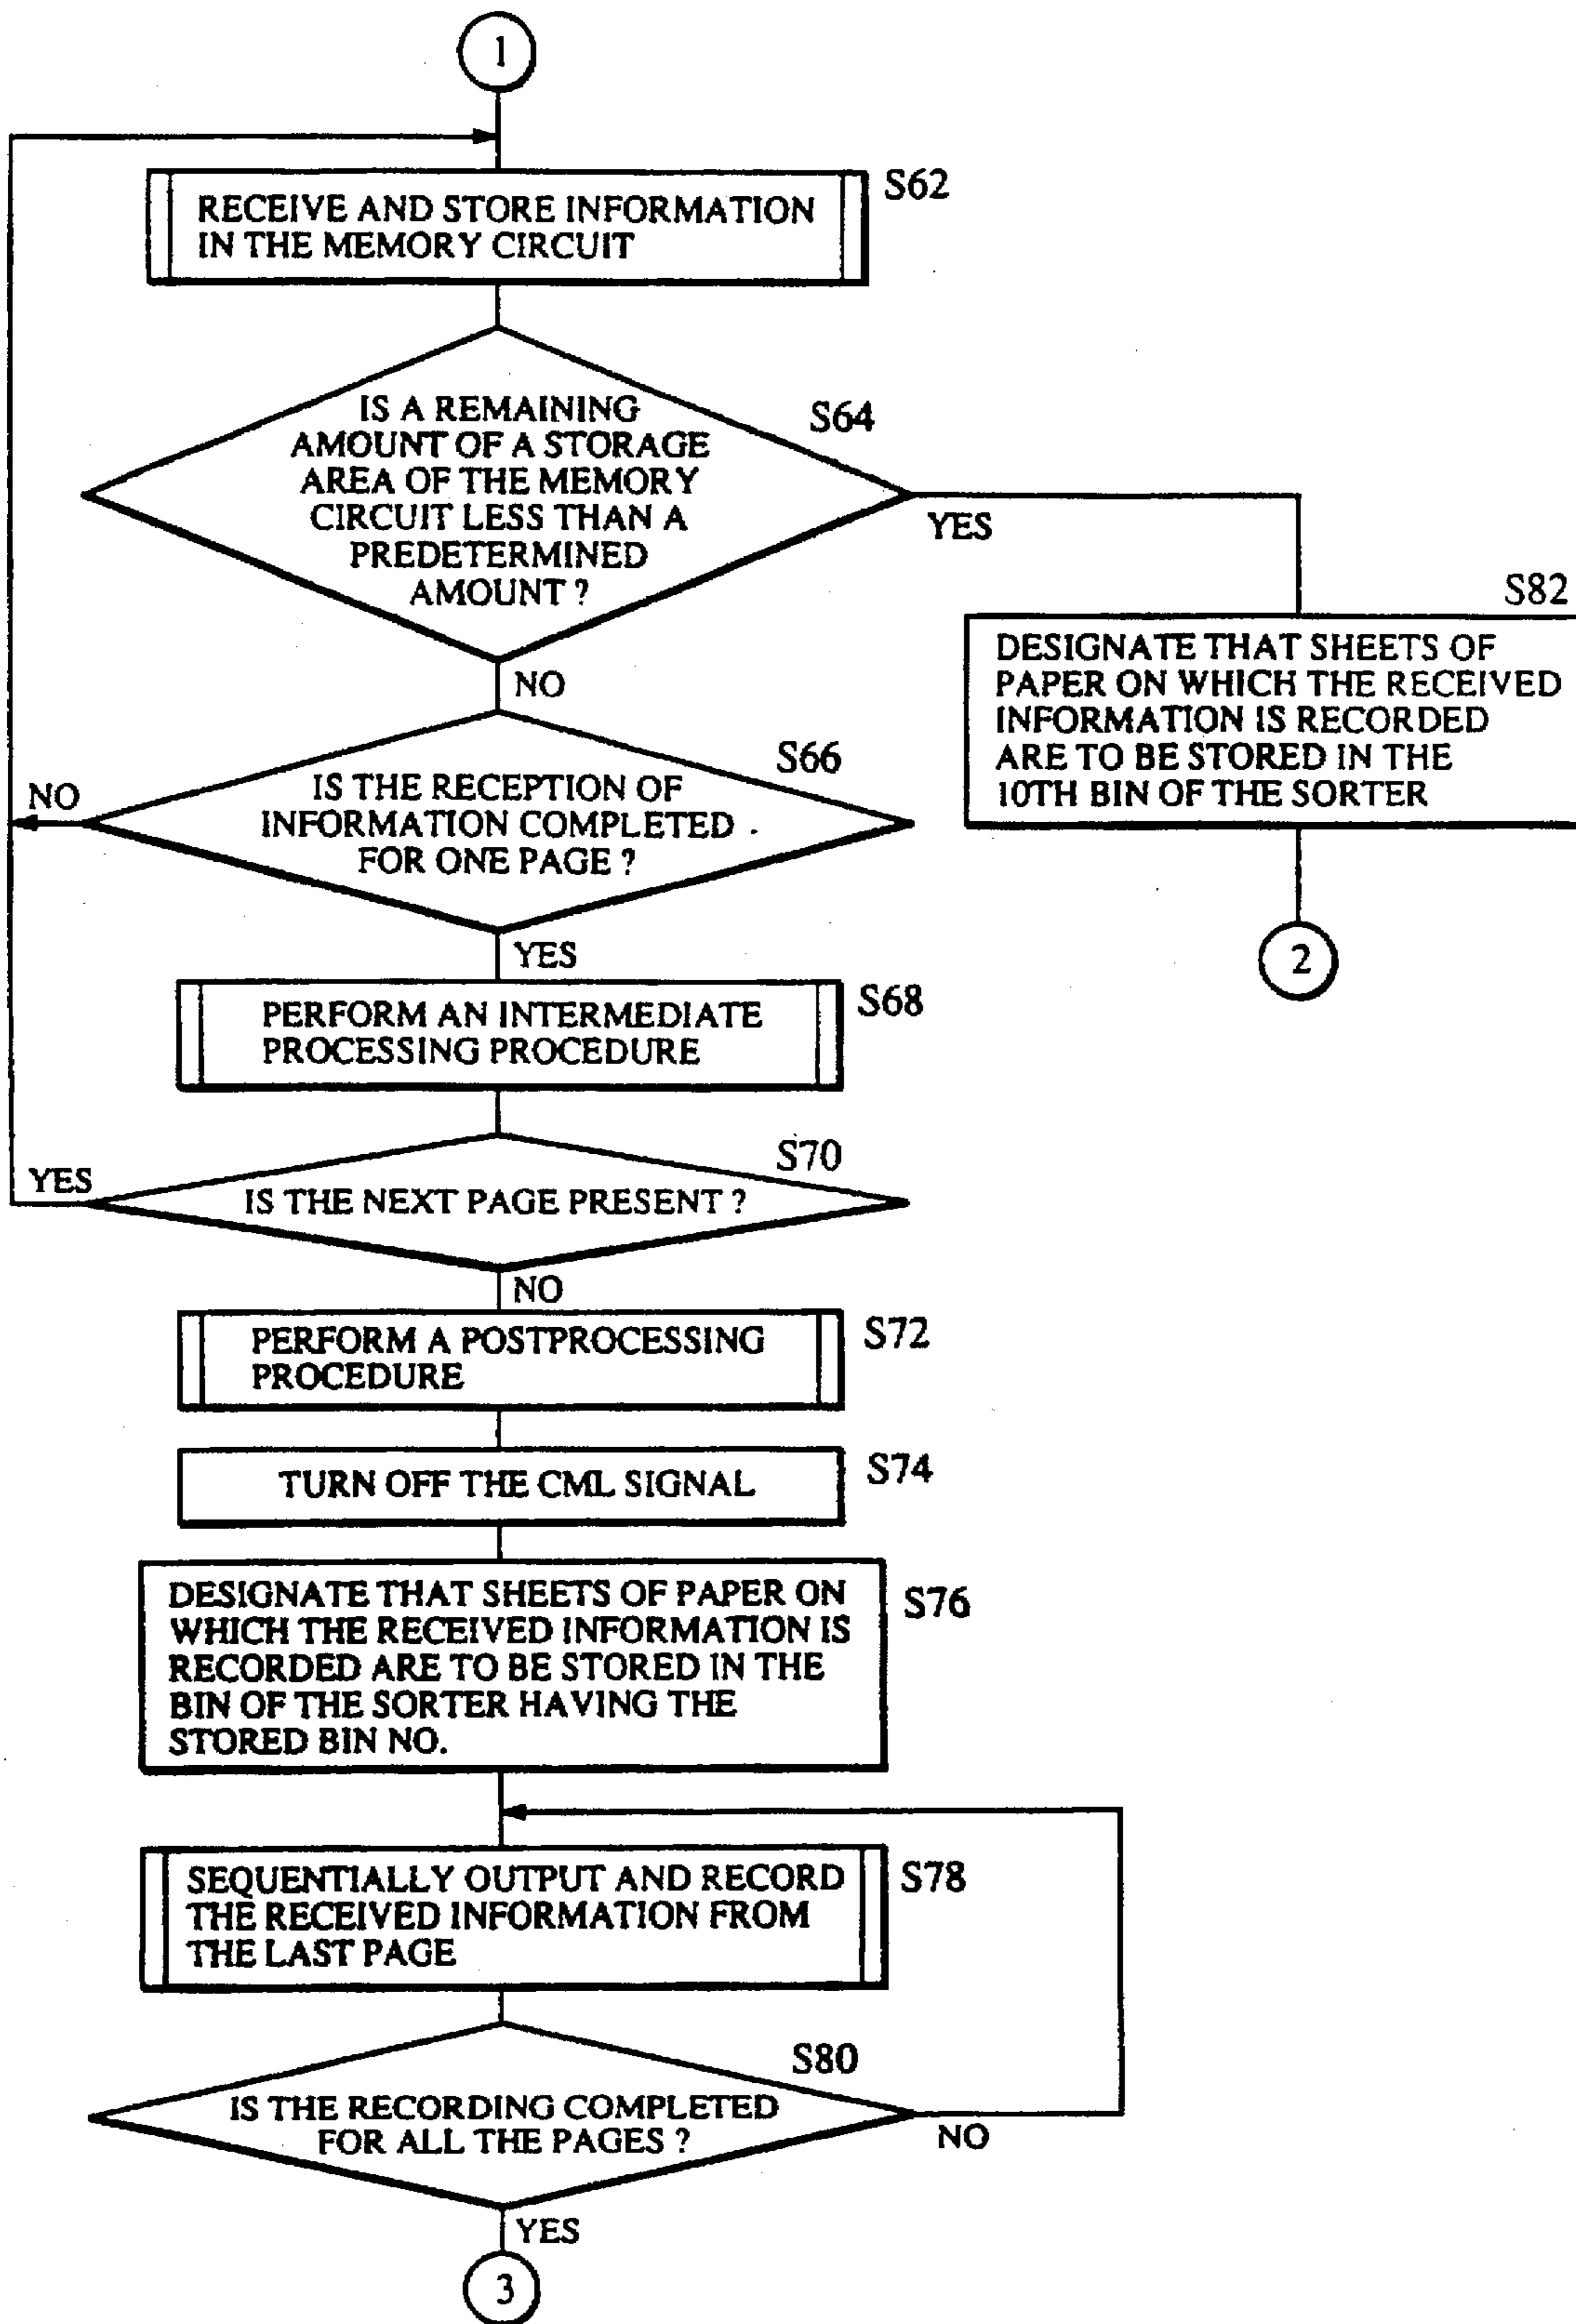 1
RECEIVE AND STORE INFORMATION
IN THE MEMORY CIRCUIT
S62
IS A REMAINING
AMOUNT OF A STORAGE
AREA OF THE MEMORY
CIRCUIT LESS THAN A
PREDETERMINED
AMOUNT ?
S64
YES
NO
S82
DESIGNATE THAT SHEETS OF
PAPER ON WHICH THE RECEIVED
INFORMATION IS RECORDED
ARE TO BE STORED IN THE
10TH BIN OF THE SORTER
2
IS THE RECEPTION OF
INFORMATION COMPLETED
FOR ONE PAGE ?
S66
NO
YES
PERFORM AN INTERMEDIATE
PROCESSING PROCEDURE
S68
IS THE NEXT PAGE PRESENT ?
S70
YES
NO
PERFORM A POSTPROCESSING
PROCEDURE
S72
TURN OFF THE CML SIGNAL
S74
DESIGNATE THAT SHEETS OF PAPER ON
WHICH THE RECEIVED INFORMATION IS
RECORDED ARE TO BE STORED IN THE
BIN OF THE SORTER HAVING THE
STORED BIN NO.
S76
SEQUENTIALLY OUTPUT AND RECORD
THE RECEIVED INFORMATION FROM
THE LAST PAGE
S78
IS THE RECORDING COMPLETED
FOR ALL THE PAGES ?
S80
NO
YES
3